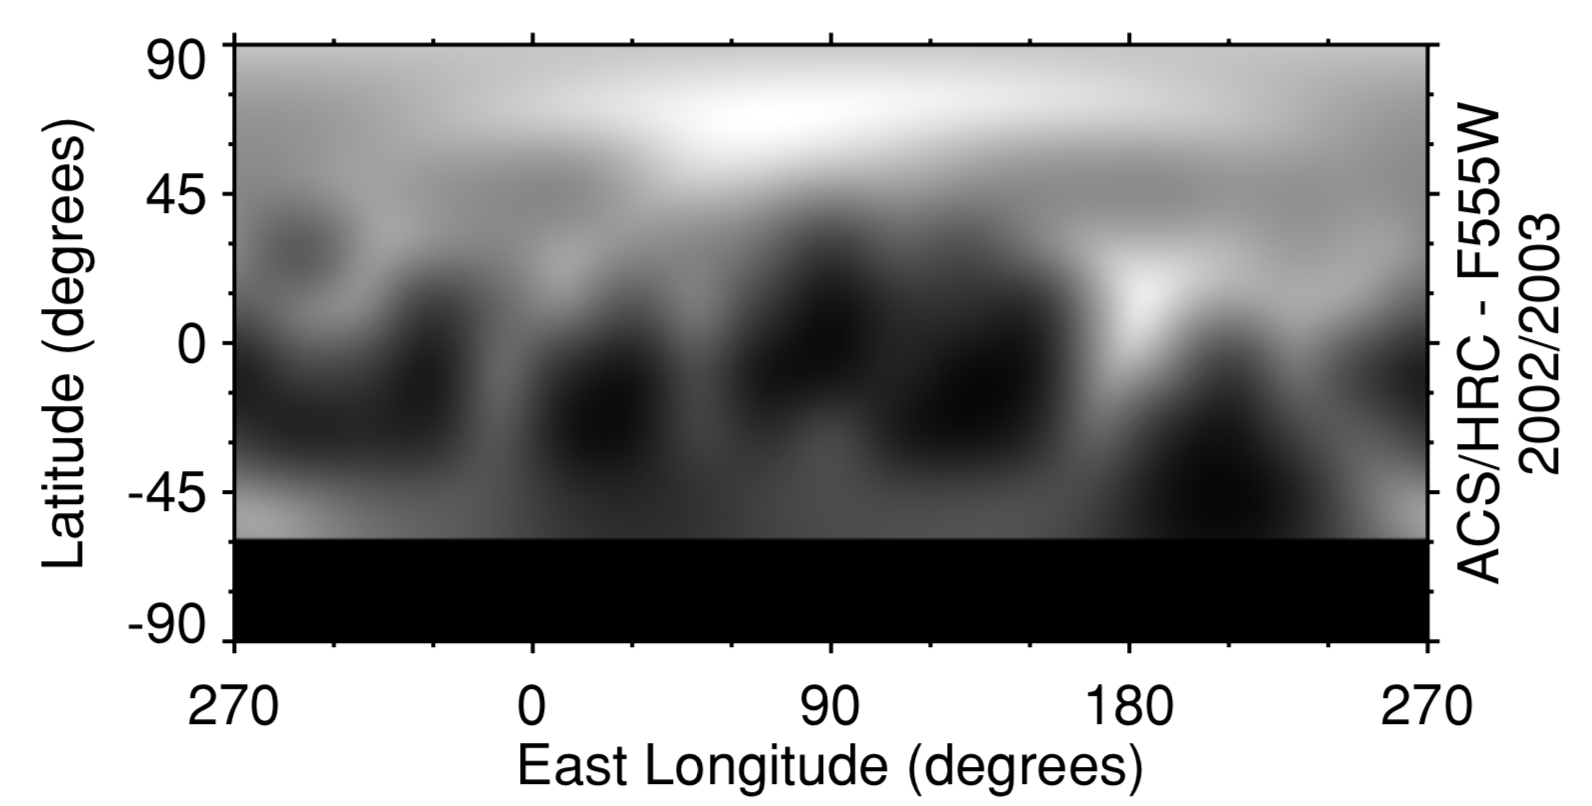 90
45
0
-45
-90
Latitude (degrees)
270 0 90 180 270
East Longitude (degrees)
ACS/HRC - F555W
2002/2003